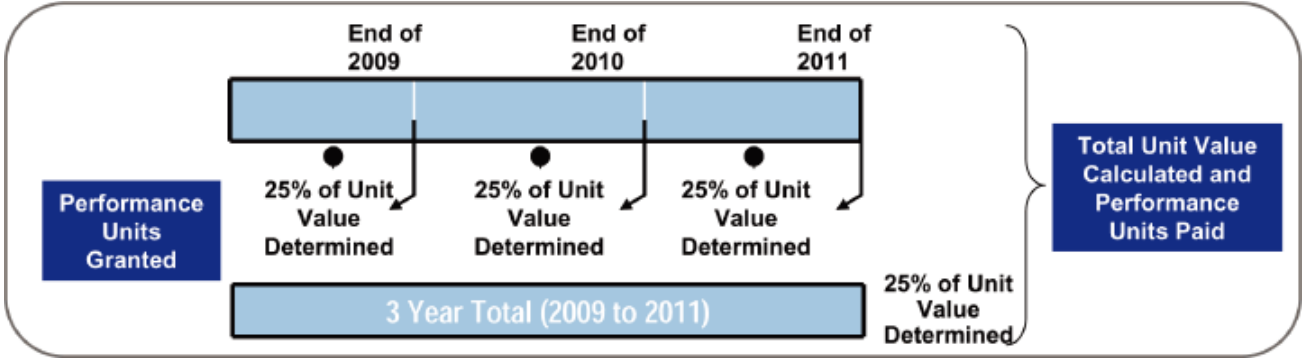 End of
2009
End of
2010
End of
2011
Performance
Units
Granted
25% of Unit
Value
Determined
25% of Unit
Value
Determined
25% of Unit
Value
Determined
3 Year Total (2009 to 2011)
25% of Unit
Value
Determined
Total Unit Value
Calculated and
Performance
Units Paid